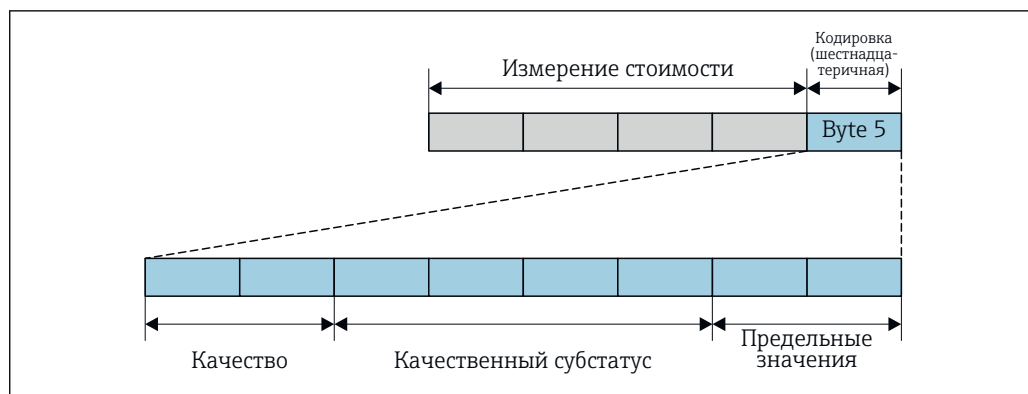 Кодировка
(шестнадца-
теричная)
Измерение стоимости
Byte 5
Качество
Качественный субстатус
Предельные
значения